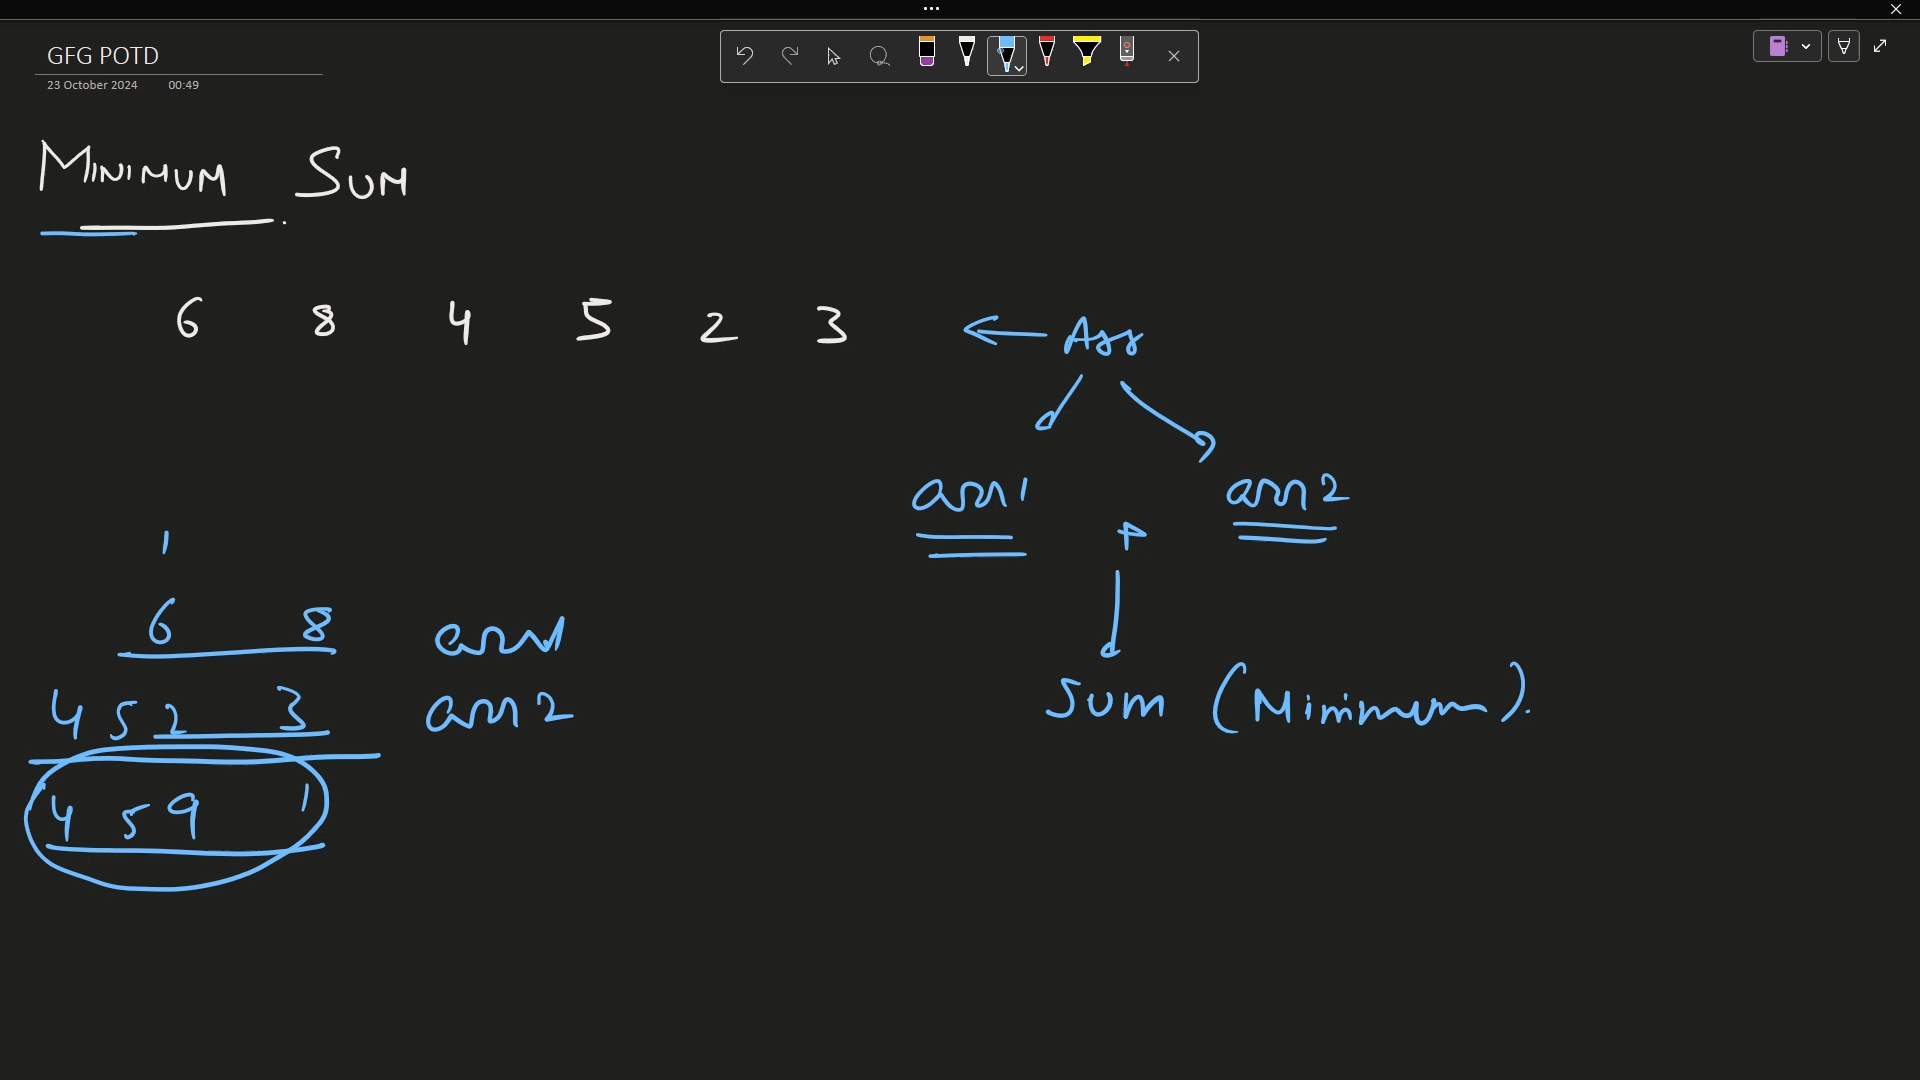 GFG POTD
23 October 2024 00:49
MINIMUM SUM
6 8 4 5 2 3 ← Arr
arr1 + arr2
Sum (Minimum).
1
6 8 arr1
4 5 2 3 arr2
4 5 9 1